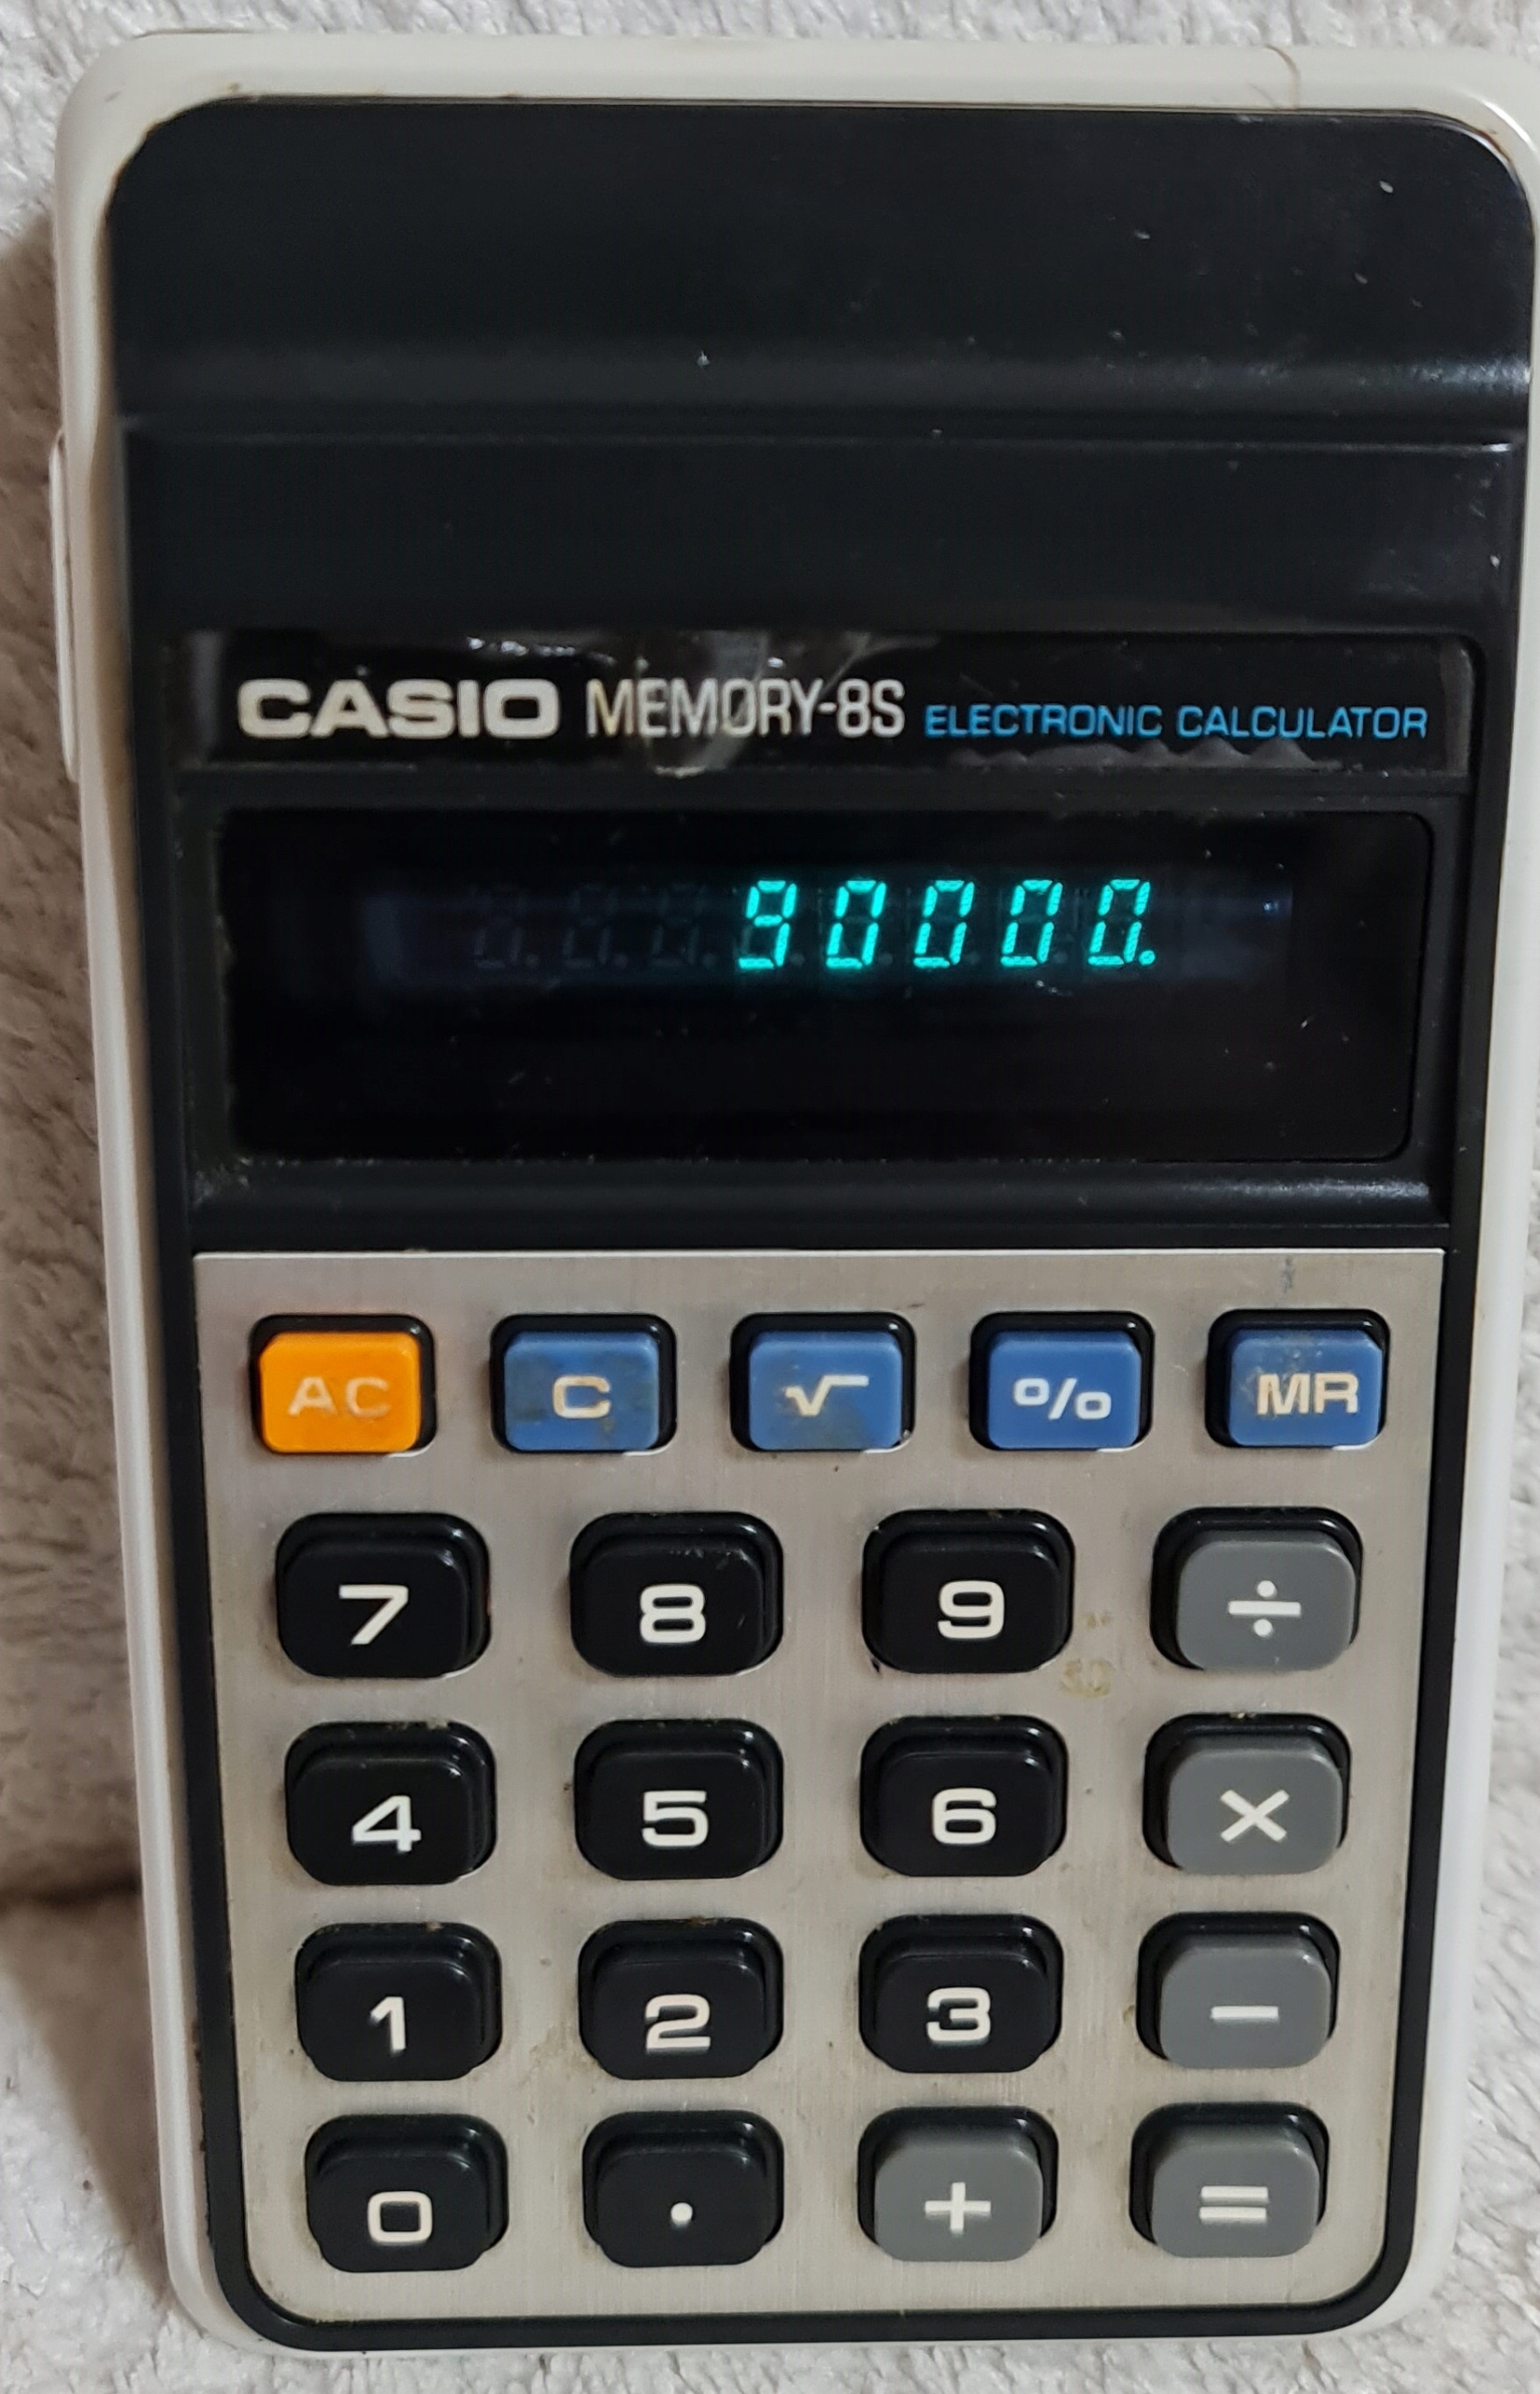 CASIO MEMORY-8S ELECTRONIC CALCULATOR
90000.
AC C √ % MR
7 8 9 ÷
4 5 6 ×
1 2 3 −
0 . + =